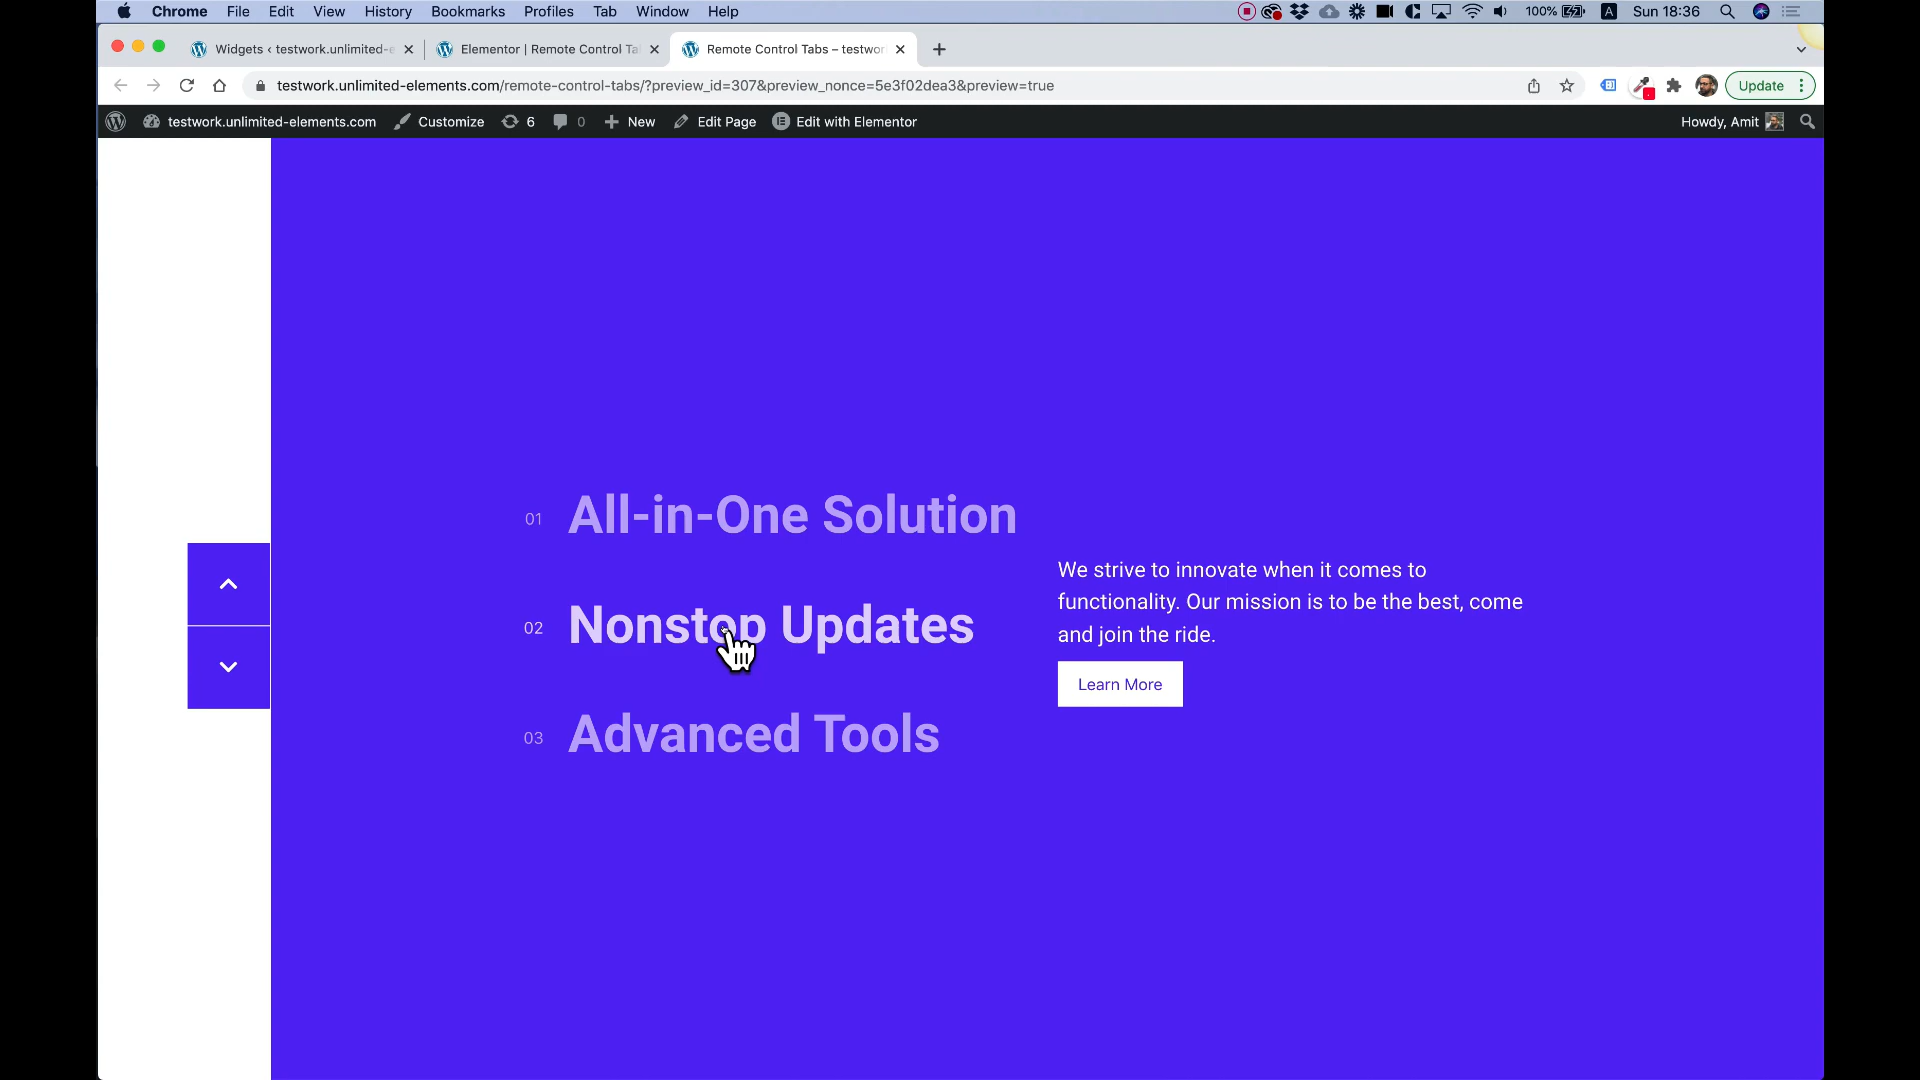 Chrome File Edit View History Bookmarks Profiles Tab Window Help 100% A Sun 18:36
Widgets ‹ testwork.unlimited-e Elementor | Remote Control Ta Remote Control Tabs – testwor
testwork.unlimited-elements.com/remote-control-tabs/?preview_id=307&preview_nonce=5e3f02dea3&preview=true Update
testwork.unlimited-elements.com Customize 6 0 New Edit Page Edit with Elementor Howdy, Amit
01 All-in-One Solution
02 Nonstop Updates
03 Advanced Tools
We strive to innovate when it comes to
functionality. Our mission is to be the best, come
and join the ride.
Learn More